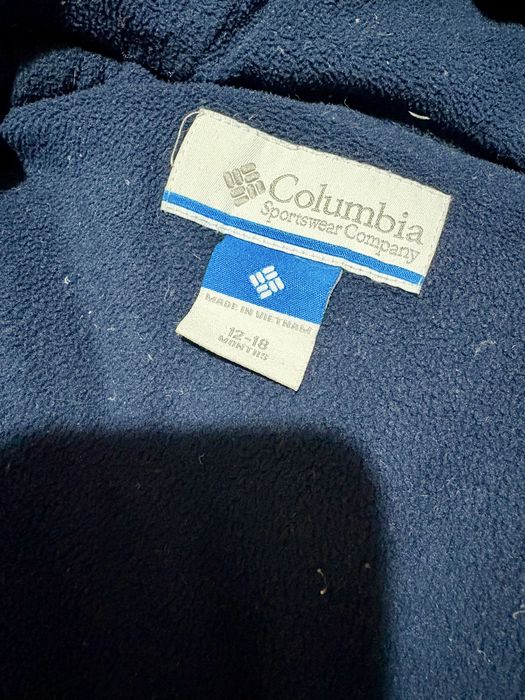 Columbia
Sportswear Company
MADE IN VIETNAM
12-18
MONTHS